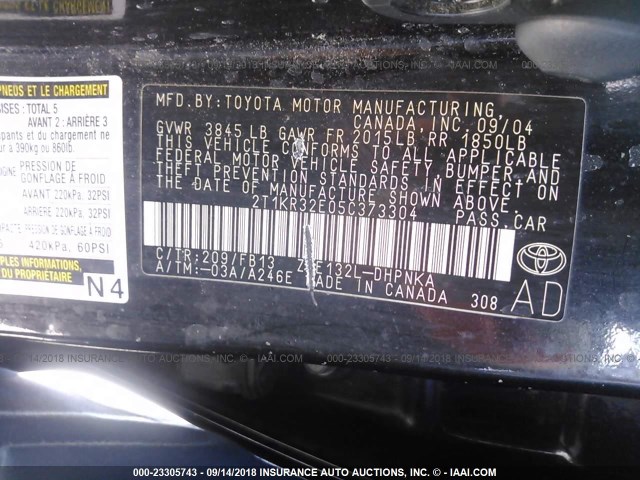 PNEUS ET LE CHARGEMENT
TOTAL 5
AVANT 2 : ARRIÈRE 3
et du chargement ne
r à 390kg ou 860lb.
PRESSION DE
GONFLAGE À FROID
AVANT 220kPa, 32PSI
ARRIÈRE 220kPa, 32PSI
420kPa, 60PSI
DU PROPRIÉTAIRE
N4
MFD.BY:TOYOTA MOTOR MANUFACTURING
CANADA, INC. 09/04
GVWR 3845 LB GAWR FR 2015LB RR 1850LB
THIS VEHICLE CONFORMS TO ALL APPLICABLE
FEDERAL MOTOR VEHICLE SAFETY, BUMPER AND
THEFT PREVENTION STANDARDS IN EFFECT ON
THE DATE OF MANUFACTURE SHOWN ABOVE.
2T1KR32E05C373304 PASS.CAR
C/TR:209/FB13 E132L-DHPNKA
A/TM:-03A/A246E MADE IN CANADA 308
AD
TOYOTA
000-23305743 - 09/14/2018 INSURANCE AUTO AUCTIONS, INC. - © IAAI.COM